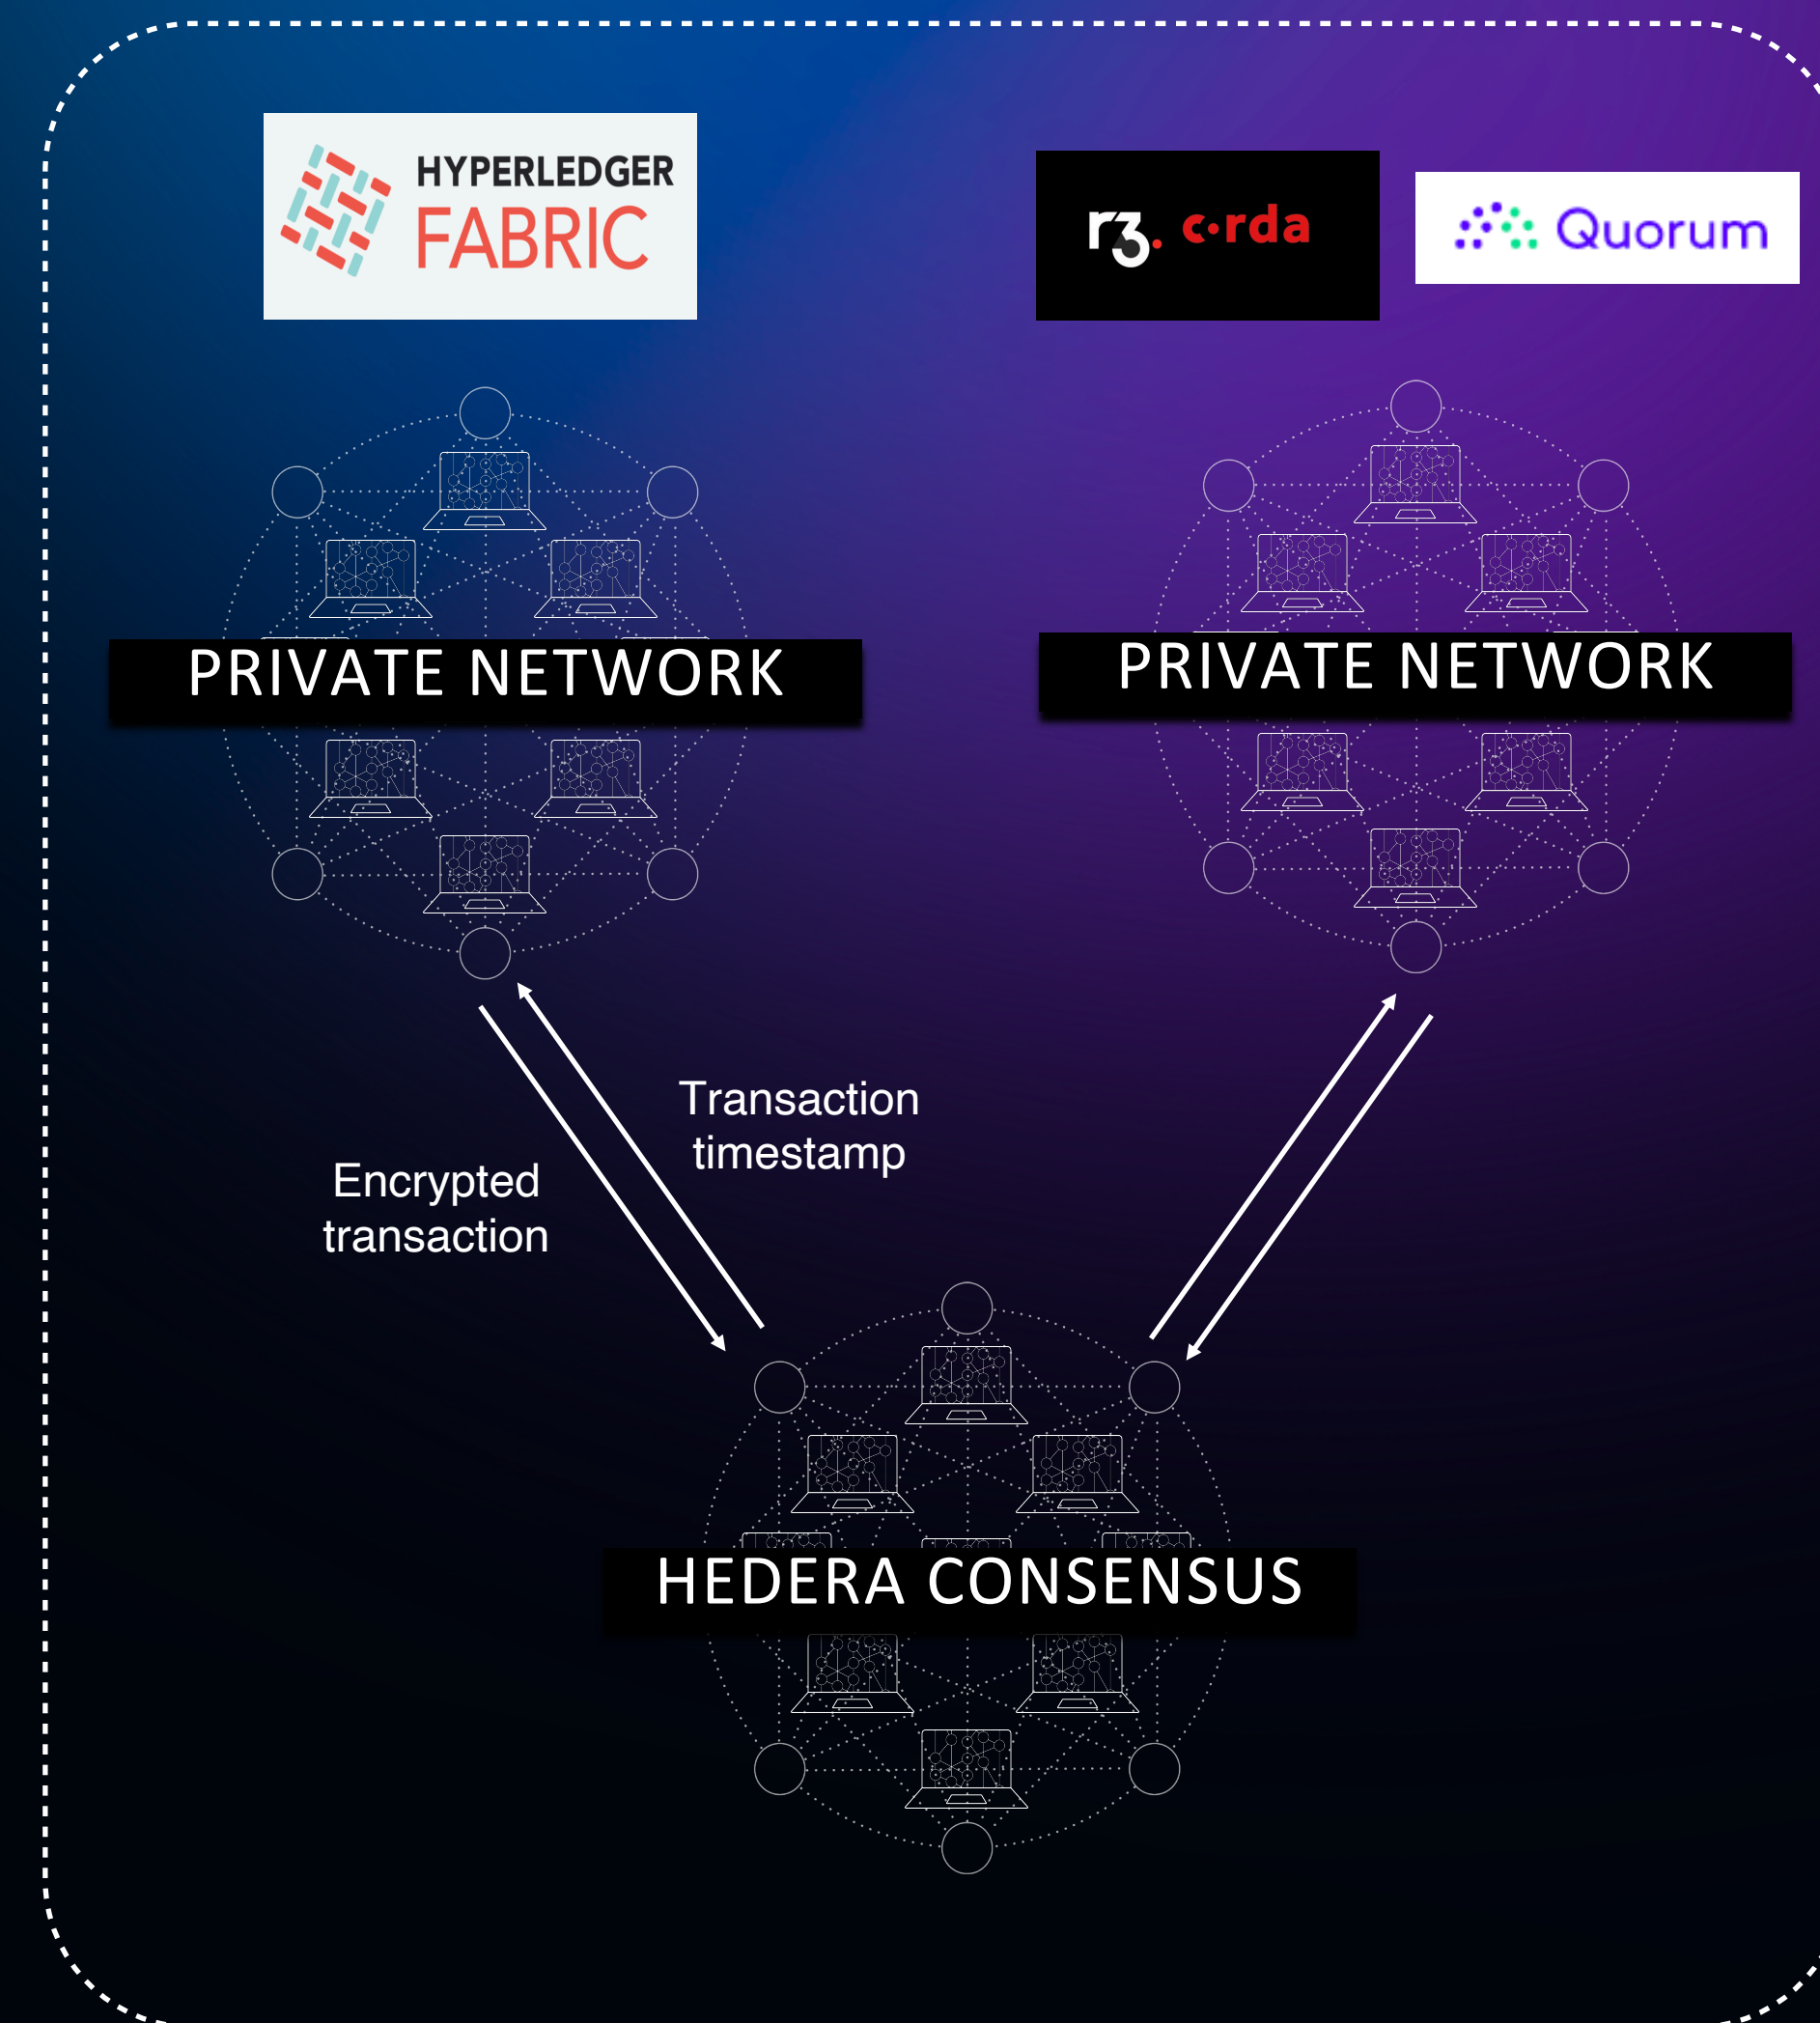 HYPERLEDGER
FABRIC
r3. c•rda
Quorum
PRIVATE NETWORK
PRIVATE NETWORK
Transaction
timestamp
Encrypted
transaction
HEDERA CONSENSUS